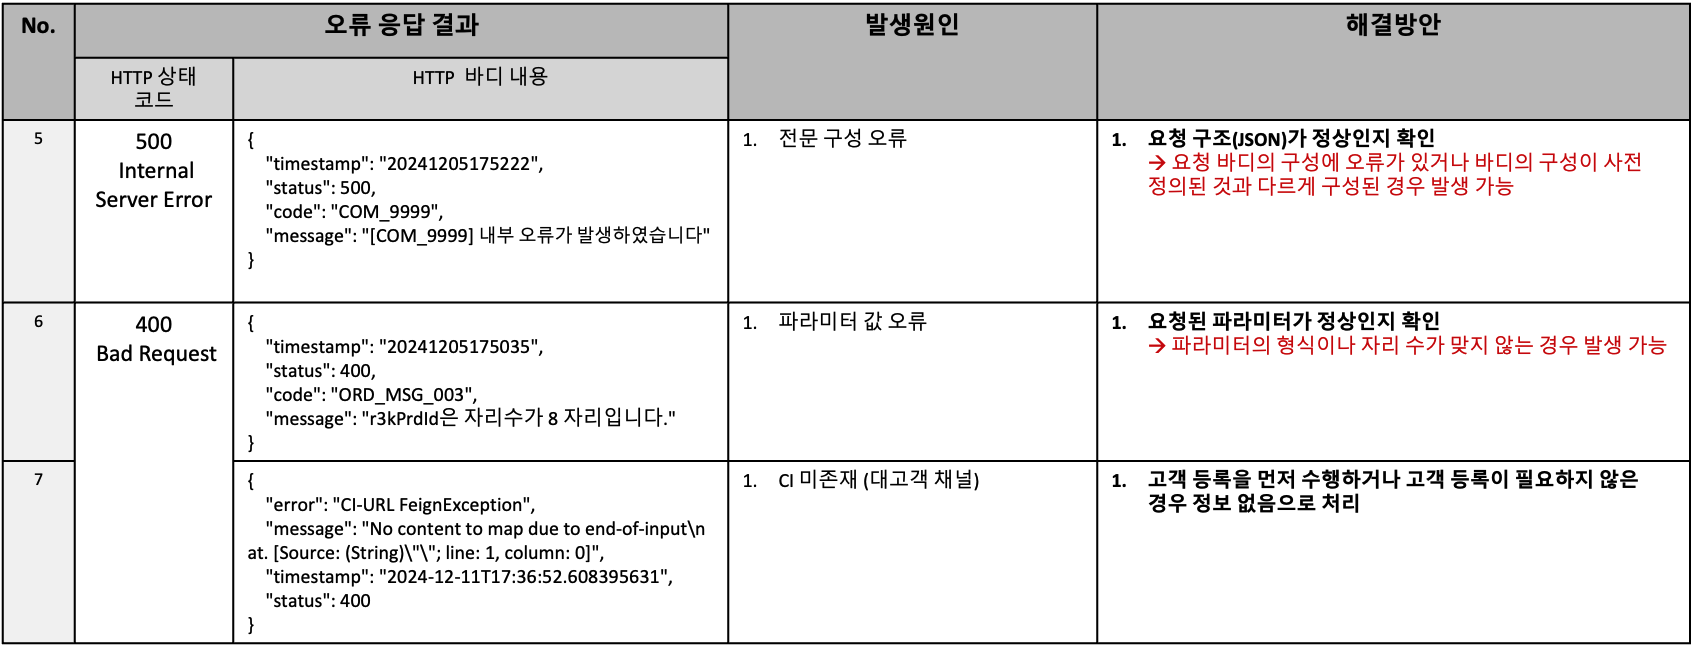 No.
오류 응답 결과
발생원인
해결방안
HTTP 상태
코드
HTTP 바디 내용
5
500
Internal
Server Error
{
"timestamp": "20241205175222",
"status": 500,
"code": "COM_9999",
"message": "[COM_9999] 내부 오류가 발생하였습니다"
}
1. 전문 구성 오류
1. 요청 구조(JSON)가 정상인지 확인
→ 요청 바디의 구성에 오류가 있거나 바디의 구성이 사전
정의된 것과 다르게 구성된 경우 발생 가능
6
400
Bad Request
{
"timestamp": "20241205175035",
"status": 400,
"code": "ORD_MSG_003",
"message": "r3kPrdId은 자리수가 8 자리입니다."
}
1. 파라미터 값 오류
1. 요청된 파라미터가 정상인지 확인
→ 파라미터의 형식이나 자리 수가 맞지 않는 경우 발생 가능
7
{
"error": "CI-URL FeignException",
"message": "No content to map due to end-of-input\n
at. [Source: (String)\"\"; line: 1, column: 0]",
"timestamp": "2024-12-11T17:36:52.608395631",
"status": 400
}
1. CI 미존재 (대고객 채널)
1. 고객 등록을 먼저 수행하거나 고객 등록이 필요하지 않은
경우 정보 없음으로 처리